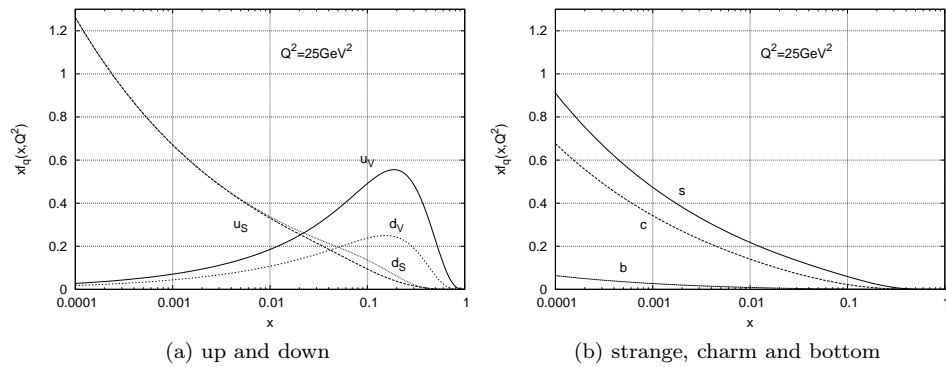 1.2
1
0.8
0.6
0.4
0.2
0
xf_q(x,Q^2)
Q^2=25GeV^2
u_V
d_V
u_S
d_S
0.0001 0.001 0.01 0.1 1
x
(a) up and down
1.2
1
0.8
0.6
0.4
0.2
0
xf_q(x,Q^2)
Q^2=25GeV^2
s
c
b
0.0001 0.001 0.01 0.1 1
x
(b) strange, charm and bottom